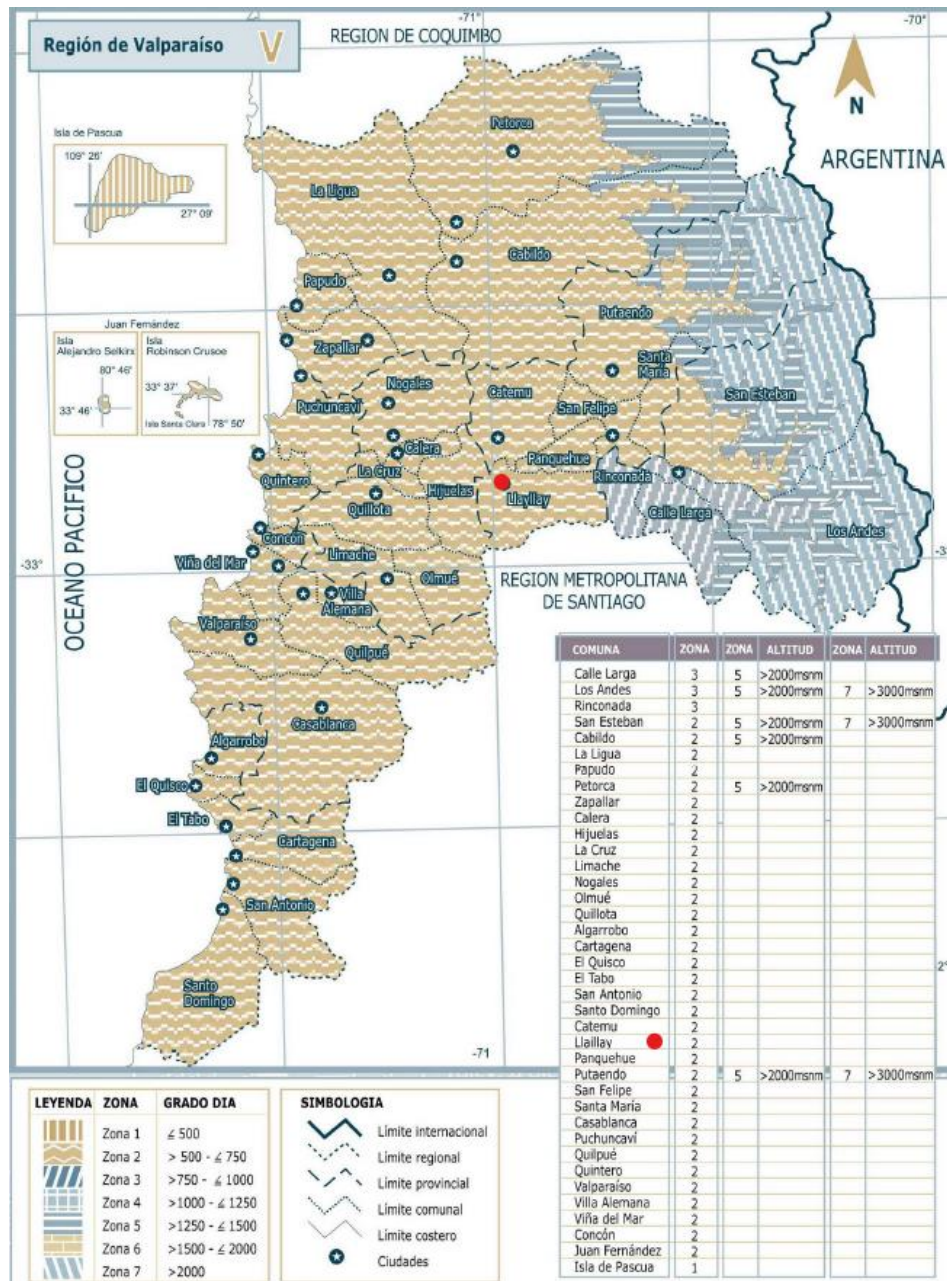 Región de Valparaíso V
-71°
-70°
REGION DE COQUIMBO
N
ARGENTINA
Isla de Pascua
109° 26'
27° 09'
Petorca
La Ligua
Cabildo
Papudo
Putaendo
Juan Fernández
Isla
Alejandro Selkirk
80° 46'
33° 46'
Isla
Robinson Crusoe
33° 37'
Isla Santa Clara
78° 50'
Zapallar
Santa
María
Nogales
Catemu
San Esteban
Puchuncaví
San Felipe
Calera
Panquehue
La Cruz
Rinconada
Quintero
Hijuelas
Llayllay
Quillota
Calle Larga
Concón
Los Andes
Limache
Viña del Mar
-33°
Olmué
OCEANO PACIFICO
REGION METROPOLITANA
DE SANTIAGO
Villa
Alemana
Valparaíso
Quilpué
Casablanca
Algarrobo
El Quisco
El Tabo
Cartagena
San Antonio
Santo
Domingo
-71
COMUNA ZONA ZONA ALTITUD ZONA ALTITUD
Calle Larga 3 5 >2000msnm
Los Andes 3 5 >2000msnm 7 >3000msnm
Rinconada 3
San Esteban 2 5 >2000msnm 7 >3000msnm
Cabildo 2 5 >2000msnm
La Ligua 2
Papudo 2
Petorca 2 5 >2000msnm
Zapallar 2
Calera 2
Hijuelas 2
La Cruz 2
Limache 2
Nogales 2
Olmué 2
Quillota 2
Algarrobo 2
Cartagena 2
El Quisco 2
El Tabo 2
San Antonio 2
Santo Domingo 2
Catemu 2
Llaillay 2
Panquehue 2
Putaendo 2 5 >2000msnm 7 >3000msnm
San Felipe 2
Santa María 2
Casablanca 2
Puchuncaví 2
Quilpué 2
Quintero 2
Valparaíso 2
Villa Alemana 2
Viña del Mar 2
Concón 2
Juan Fernández 2
Isla de Pascua 1
LEYENDA ZONA GRADO DIA
Zona 1 ≤ 500
Zona 2 > 500 - ≤ 750
Zona 3 >750 - ≤ 1000
Zona 4 >1000 - ≤ 1250
Zona 5 >1250 - ≤ 1500
Zona 6 >1500 - ≤ 2000
Zona 7 >2000
SIMBOLOGIA
Limite internacional
Limite regional
Limite provincial
Limite comunal
Limite costero
Ciudades